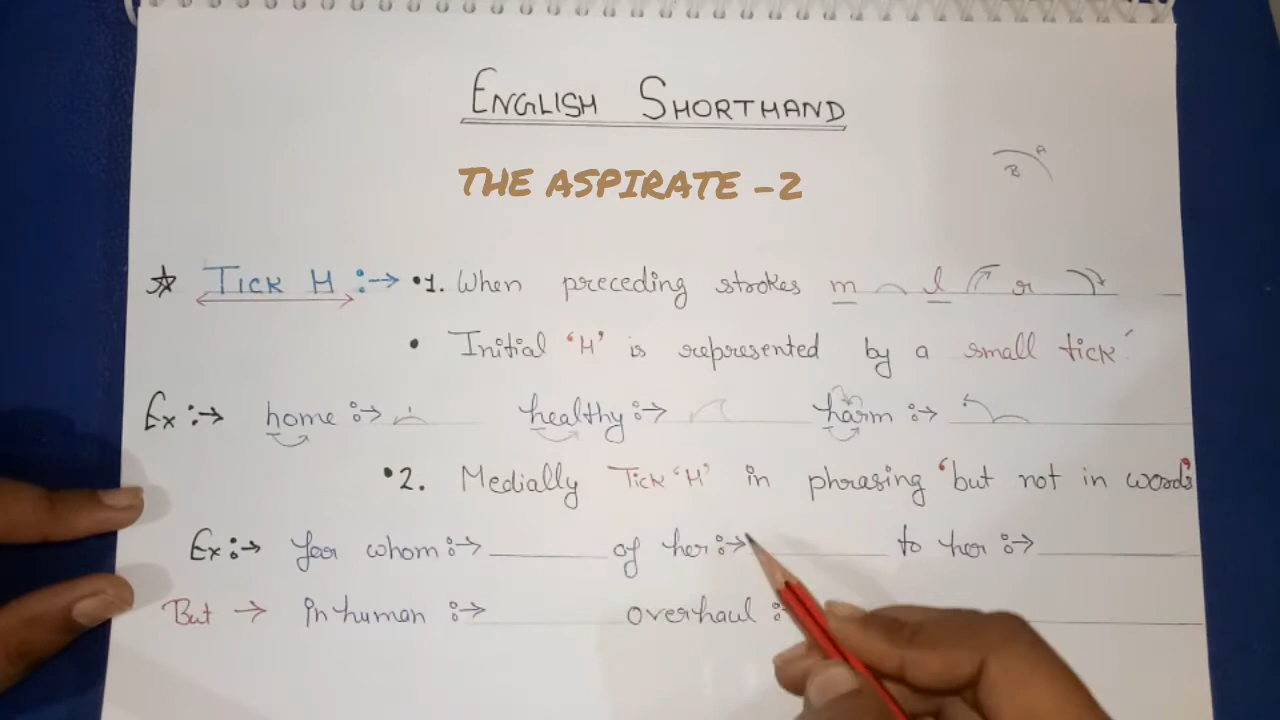 ENGLISH SHORTHAND
THE ASPIRATE -2
A
B
☆ TICK H :→ •1. When preceding strokes m l r
• Initial 'H' is represented by a small tick
Ex :→ home :→ healthy :→ harm :→
•2. Medially Tick 'H' in phrasing 'but not in words'
Ex :→ for whom :→ of her :→ to her :→
But → Inhuman :→ overhaul :